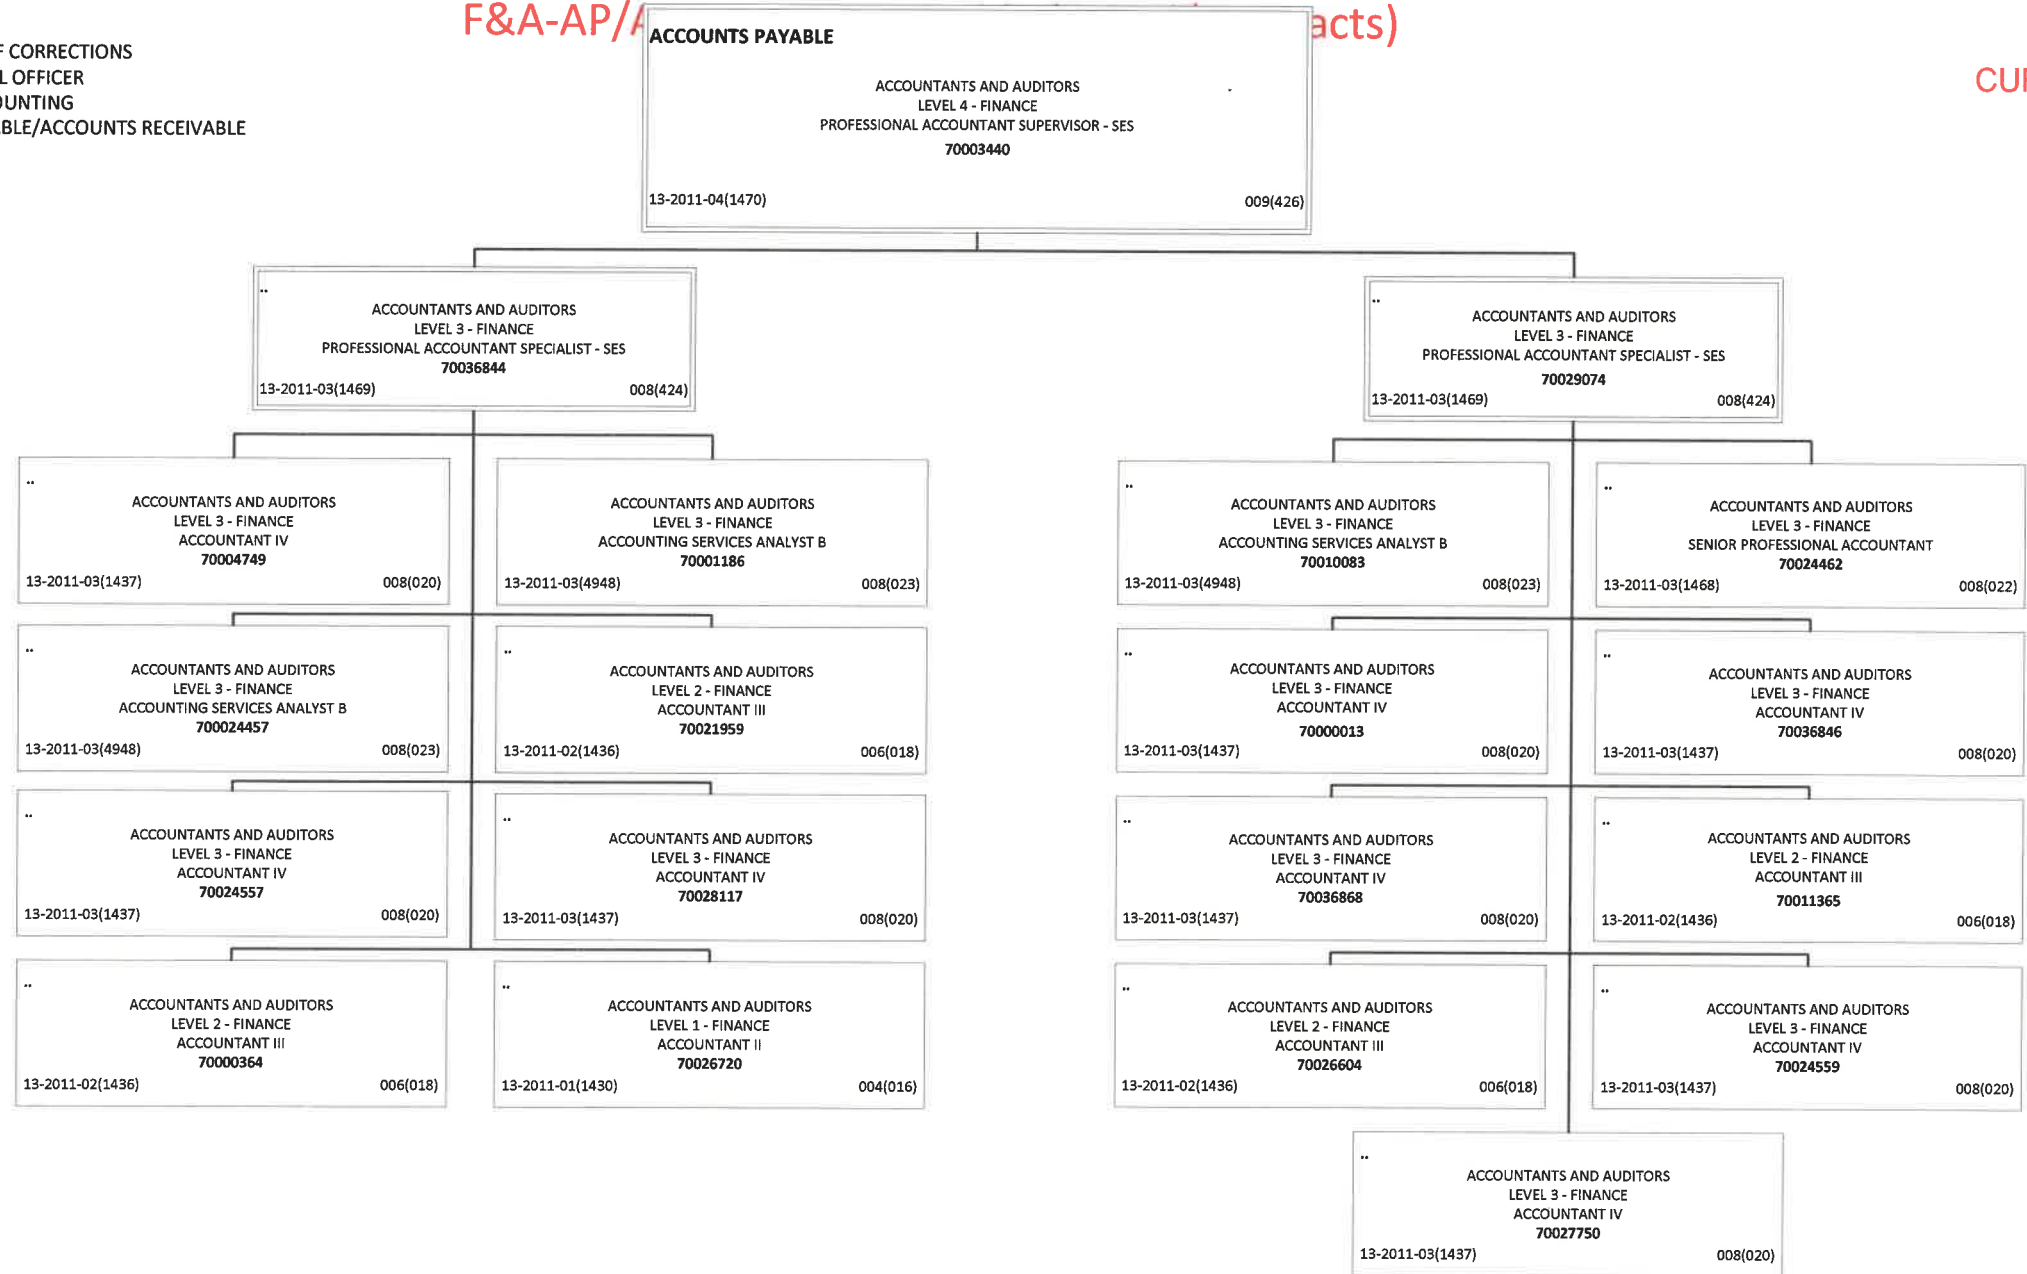 F&A-AP/A
acts)
F CORRECTIONS
L OFFICER
OUNTING
BLE/ACCOUNTS RECEIVABLE
CUR
ACCOUNTS PAYABLE
ACCOUNTANTS AND AUDITORS
LEVEL 4 - FINANCE
PROFESSIONAL ACCOUNTANT SUPERVISOR - SES
70003440
13-2011-04(1470) 009(426)
..
ACCOUNTANTS AND AUDITORS
LEVEL 3 - FINANCE
PROFESSIONAL ACCOUNTANT SPECIALIST - SES
70036844
13-2011-03(1469) 008(424)
..
ACCOUNTANTS AND AUDITORS
LEVEL 3 - FINANCE
PROFESSIONAL ACCOUNTANT SPECIALIST - SES
70029074
13-2011-03(1469) 008(424)
..
ACCOUNTANTS AND AUDITORS
LEVEL 3 - FINANCE
ACCOUNTANT IV
70004749
13-2011-03(1437) 008(020)
ACCOUNTANTS AND AUDITORS
LEVEL 3 - FINANCE
ACCOUNTING SERVICES ANALYST B
70001186
13-2011-03(4948) 008(023)
..
ACCOUNTANTS AND AUDITORS
LEVEL 3 - FINANCE
ACCOUNTING SERVICES ANALYST B
70010083
13-2011-03(4948) 008(023)
..
ACCOUNTANTS AND AUDITORS
LEVEL 3 - FINANCE
SENIOR PROFESSIONAL ACCOUNTANT
70024462
13-2011-03(1468) 008(022)
..
ACCOUNTANTS AND AUDITORS
LEVEL 3 - FINANCE
ACCOUNTING SERVICES ANALYST B
700024457
13-2011-03(4948) 008(023)
..
ACCOUNTANTS AND AUDITORS
LEVEL 2 - FINANCE
ACCOUNTANT III
70021959
13-2011-02(1436) 006(018)
..
ACCOUNTANTS AND AUDITORS
LEVEL 3 - FINANCE
ACCOUNTANT IV
70000013
13-2011-03(1437) 008(020)
..
ACCOUNTANTS AND AUDITORS
LEVEL 3 - FINANCE
ACCOUNTANT IV
70036846
13-2011-03(1437) 008(020)
..
ACCOUNTANTS AND AUDITORS
LEVEL 3 - FINANCE
ACCOUNTANT IV
70024557
13-2011-03(1437) 008(020)
..
ACCOUNTANTS AND AUDITORS
LEVEL 3 - FINANCE
ACCOUNTANT IV
70028117
13-2011-03(1437) 008(020)
..
ACCOUNTANTS AND AUDITORS
LEVEL 3 - FINANCE
ACCOUNTANT IV
70036868
13-2011-03(1437) 008(020)
..
ACCOUNTANTS AND AUDITORS
LEVEL 2 - FINANCE
ACCOUNTANT III
70011365
13-2011-02(1436) 006(018)
..
ACCOUNTANTS AND AUDITORS
LEVEL 2 - FINANCE
ACCOUNTANT III
70000364
13-2011-02(1436) 006(018)
..
ACCOUNTANTS AND AUDITORS
LEVEL 1 - FINANCE
ACCOUNTANT II
70026720
13-2011-01(1430) 004(016)
..
ACCOUNTANTS AND AUDITORS
LEVEL 2 - FINANCE
ACCOUNTANT III
70026604
13-2011-02(1436) 006(018)
..
ACCOUNTANTS AND AUDITORS
LEVEL 3 - FINANCE
ACCOUNTANT IV
70024559
13-2011-03(1437) 008(020)
..
ACCOUNTANTS AND AUDITORS
LEVEL 3 - FINANCE
ACCOUNTANT IV
70027750
13-2011-03(1437) 008(020)